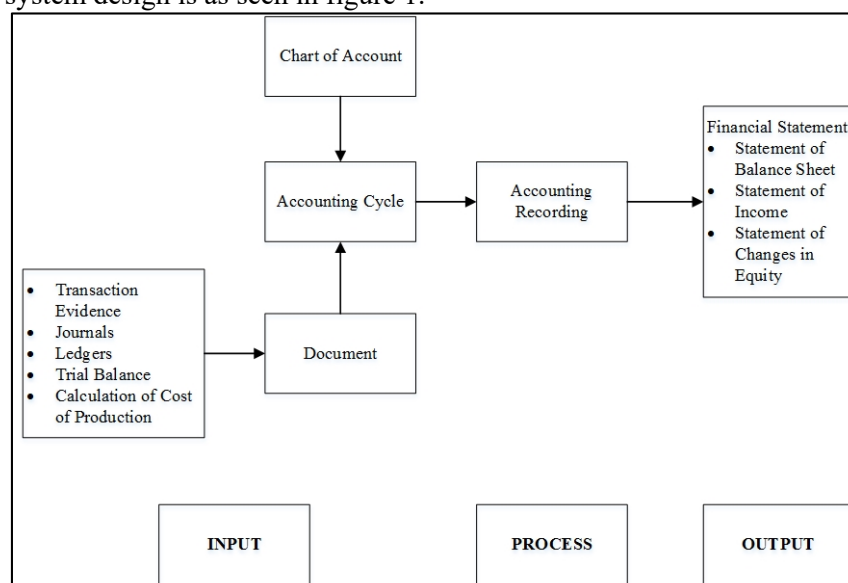 system design is as seen in figure 1.
Chart of Account
Financial Statement
• Statement of
Balance Sheet
• Statement of
Income
• Statement of
Changes in
Equity
Accounting Cycle
Accounting
Recording
• Transaction
Evidence
• Journals
• Ledgers
• Trial Balance
• Calculation of Cost
of Production
Document
INPUT
PROCESS
OUTPUT